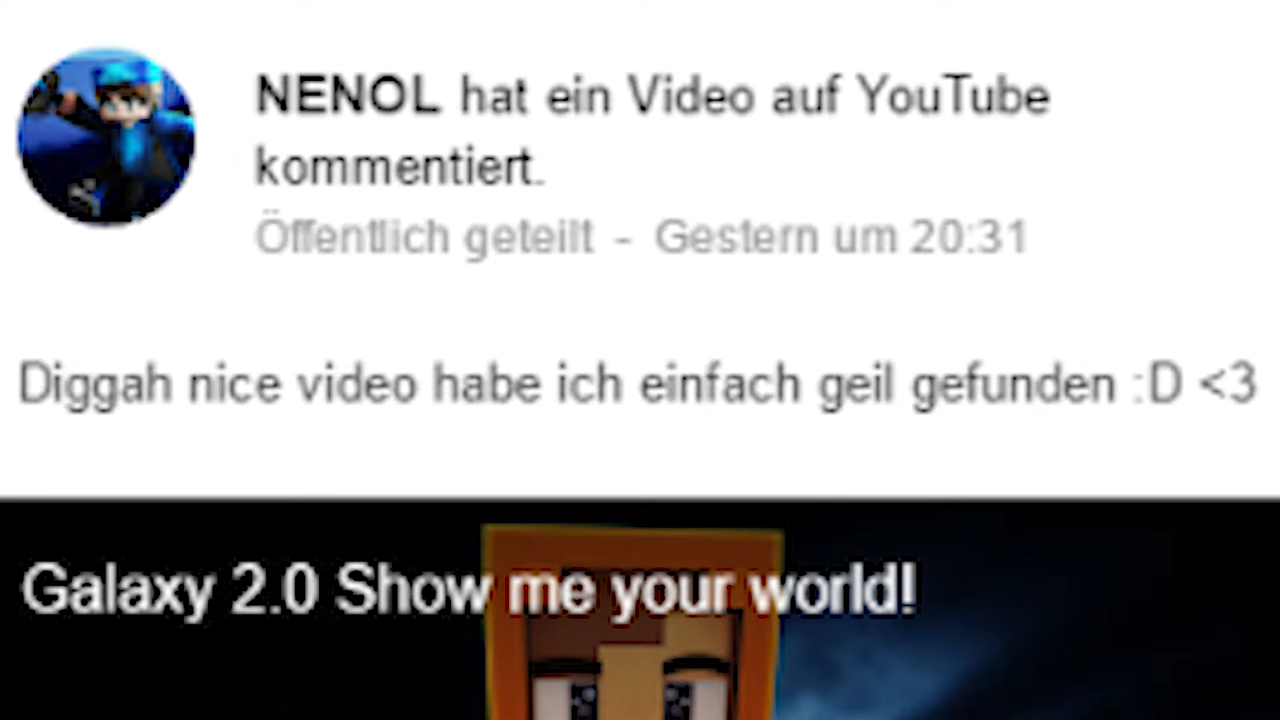 NENOL hat ein Video auf YouTube
kommentiert.
Öffentlich geteilt - Gestern um 20:31
Diggah nice video habe ich einfach geil gefunden :D <3
Galaxy 2.0 Show me your world!